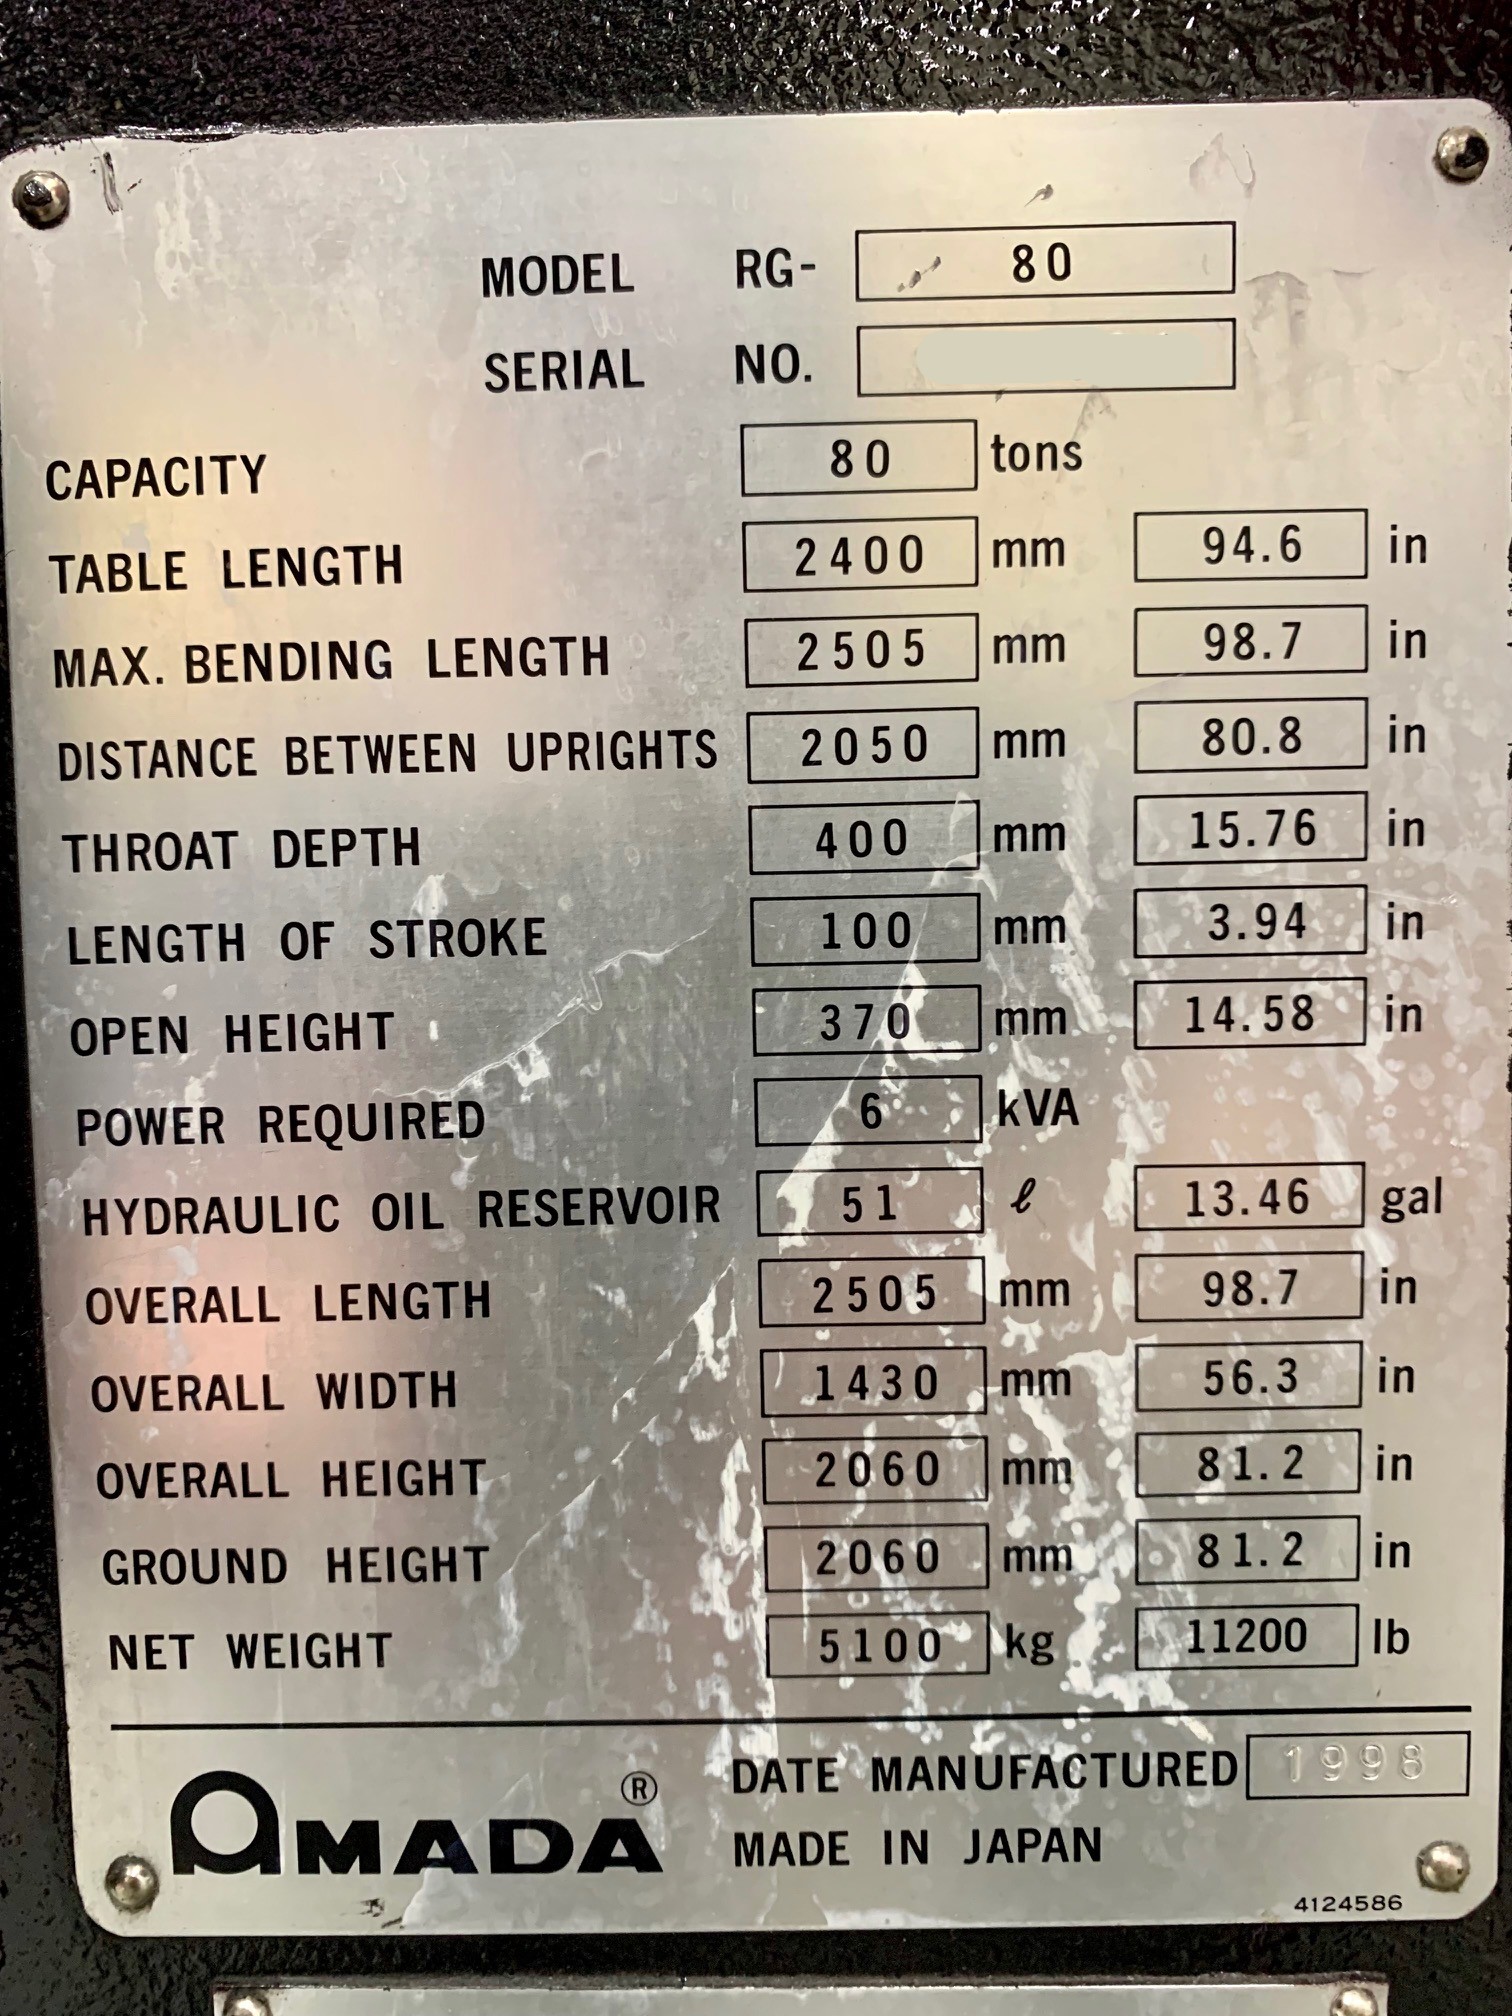 MODEL RG- 80
SERIAL NO.
CAPACITY 80 tons
TABLE LENGTH 2400 mm 94.6 in
MAX. BENDING LENGTH 2505 mm 98.7 in
DISTANCE BETWEEN UPRIGHTS 2050 mm 80.8 in
THROAT DEPTH 400 mm 15.76 in
LENGTH OF STROKE 100 mm 3.94 in
OPEN HEIGHT 370 mm 14.58 in
POWER REQUIRED 6 kVA
HYDRAULIC OIL RESERVOIR 51 ℓ 13.46 gal
OVERALL LENGTH 2505 mm 98.7 in
OVERALL WIDTH 1430 mm 56.3 in
OVERALL HEIGHT 2060 mm 81.2 in
GROUND HEIGHT 2060 mm 81.2 in
NET WEIGHT 5100 kg 11200 lb
AMADA®
DATE MANUFACTURED 1998
MADE IN JAPAN
4124586